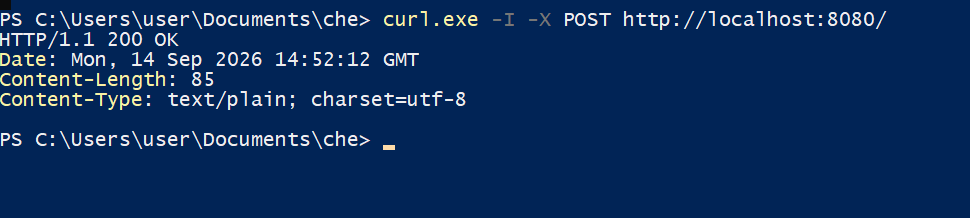 PS C:\Users\user\Documents\che> curl.exe -I -X POST http://localhost:8080/
HTTP/1.1 200 OK
Date: Mon, 14 Sep 2026 14:52:12 GMT
Content-Length: 85
Content-Type: text/plain; charset=utf-8
PS C:\Users\user\Documents\che>